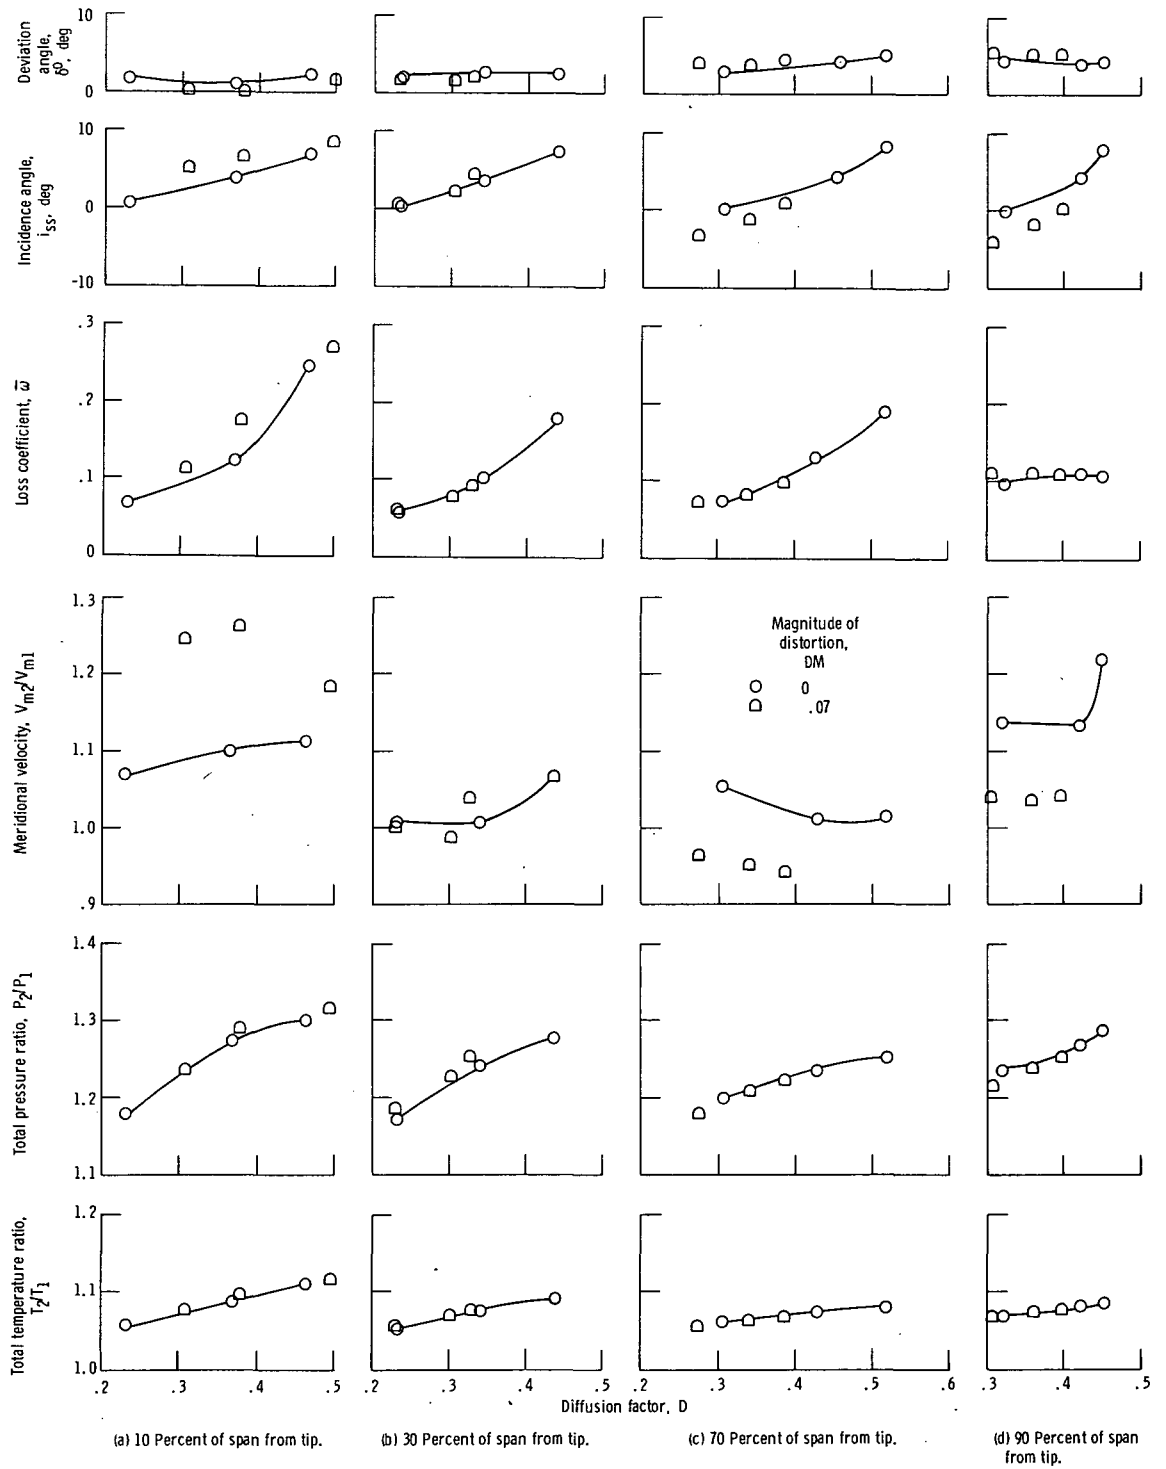 Deviation
angle,
δ°, deg
10
0
Incidence angle,
iss, deg
10
0
-10
Loss coefficient, ω̅
.3
.2
.1
0
Meridional velocity, Vm2/Vm1
1.3
1.2
1.1
1.0
.9
Magnitude of
distortion,
DM
0
.07
Total pressure ratio, P2/P1
1.4
1.3
1.2
1.1
Total temperature ratio,
T2/T1
1.2
1.1
1.0
.2 .3 .4 .5 .2 .3 .4 .5 .2 .3 .4 .5 .6 .3 .4 .5
Diffusion factor, D
(a) 10 Percent of span from tip.
(b) 30 Percent of span from tip.
(c) 70 Percent of span from tip.
(d) 90 Percent of span
from tip.